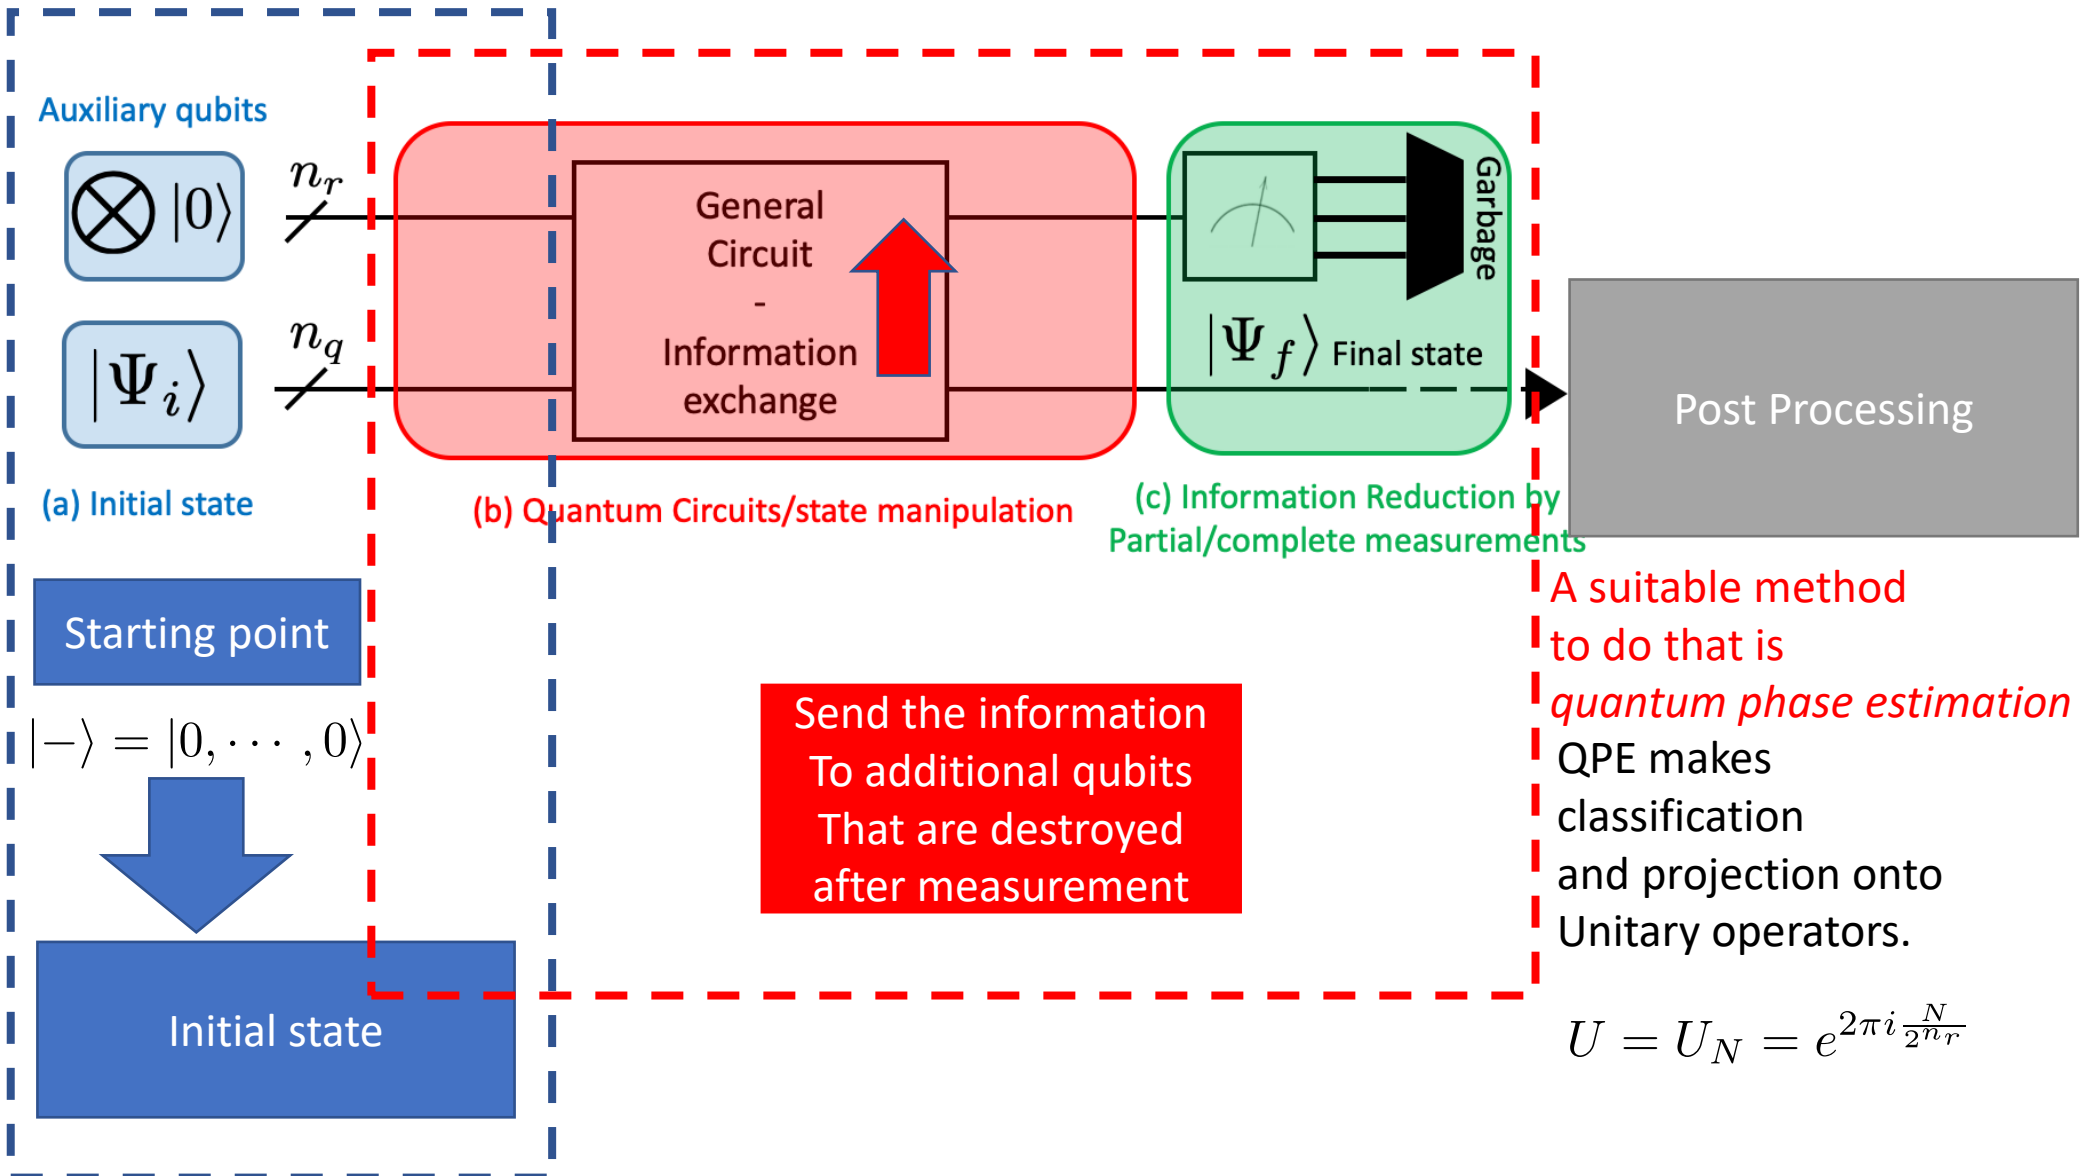 Auxiliary qubits
⊗ |0⟩
n_r
|Ψ_i⟩
n_q
(a) Initial state
General
Circuit
-
Information
exchange
(b) Quantum Circuits/state manipulation
Garbage
|Ψ_f⟩ Final state
(c) Information Reduction by
Partial/complete measurements
Post Processing
Starting point
|−⟩ = |0, ⋯ , 0⟩
Initial state
Send the information
To additional qubits
That are destroyed
after measurement
A suitable method
to do that is
quantum phase estimation
QPE makes
classification
and projection onto
Unitary operators.
U = U_N = e^{2πi \frac{N}{2^{n_r}}}